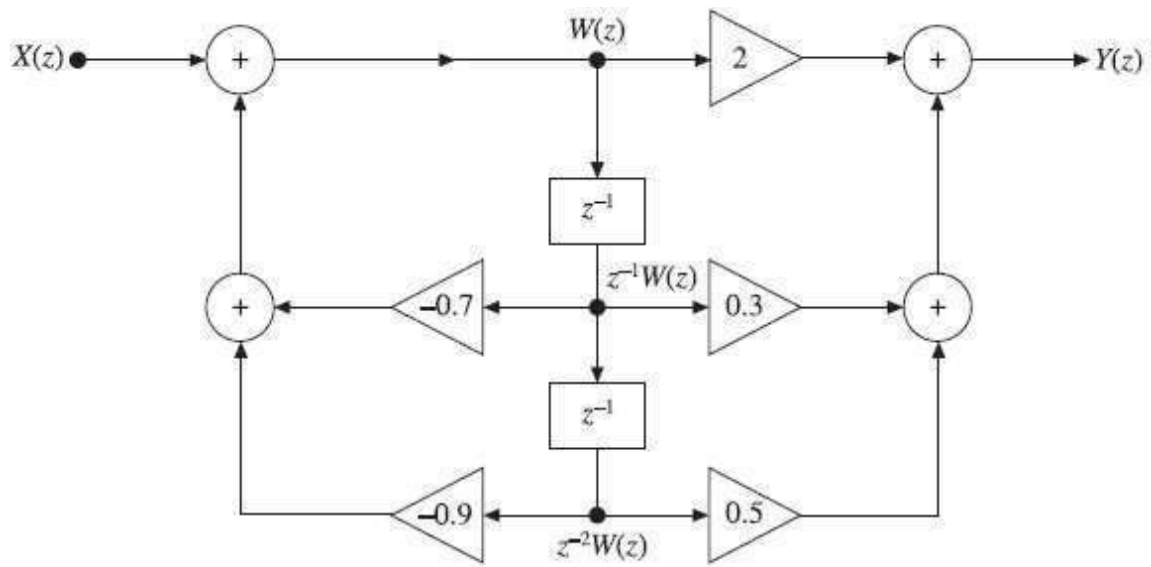 W(z)
X(z) + 2 + Y(z)
z⁻¹
z⁻¹W(z)
+ −0.7 0.3 +
z⁻¹
−0.9 0.5
z⁻²W(z)